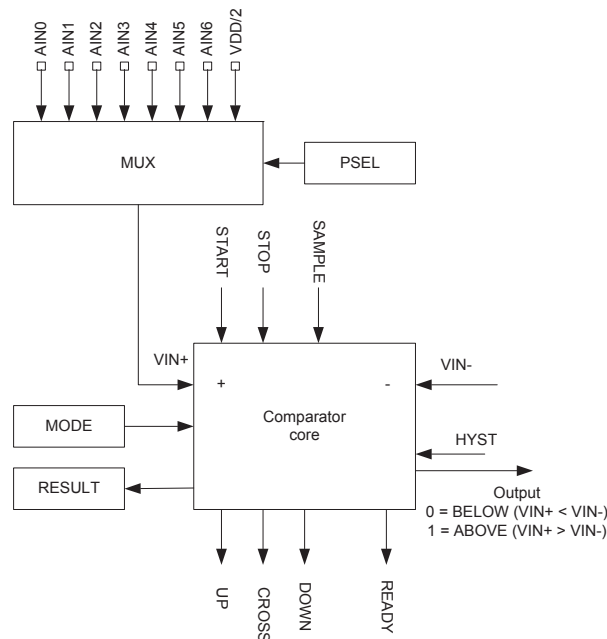 AIN0
AIN1
AIN2
AIN3
AIN4
AIN5
AIN6
VDD/2
MUX
PSEL
START
STOP
SAMPLE
VIN+
VIN-
+
-
MODE
Comparator
core
HYST
RESULT
Output
0 = BELOW (VIN+ < VIN-)
1 = ABOVE (VIN+ > VIN-)
UP
CROSS
DOWN
READY